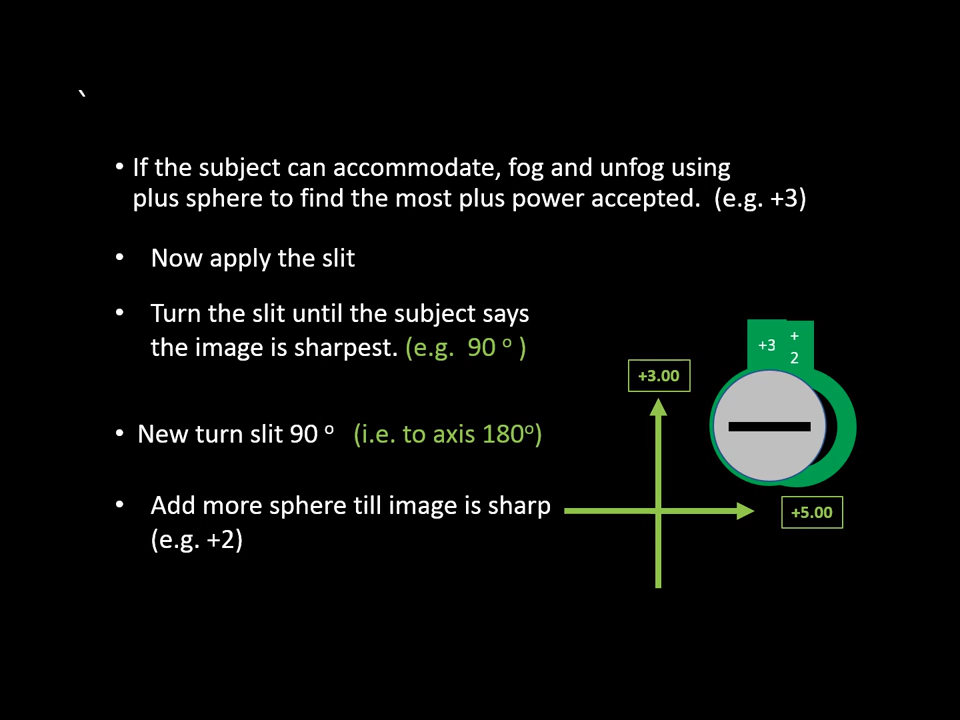 `
• If the subject can accommodate, fog and unfog using
plus sphere to find the most plus power accepted.  (e.g. +3)
• Now apply the slit
• Turn the slit until the subject says
the image is sharpest. (e.g.  90 º )
• New turn slit 90 º  (i.e. to axis 180º)
• Add more sphere till image is sharp
(e.g. +2)
+3
+
2
+3.00
+5.00